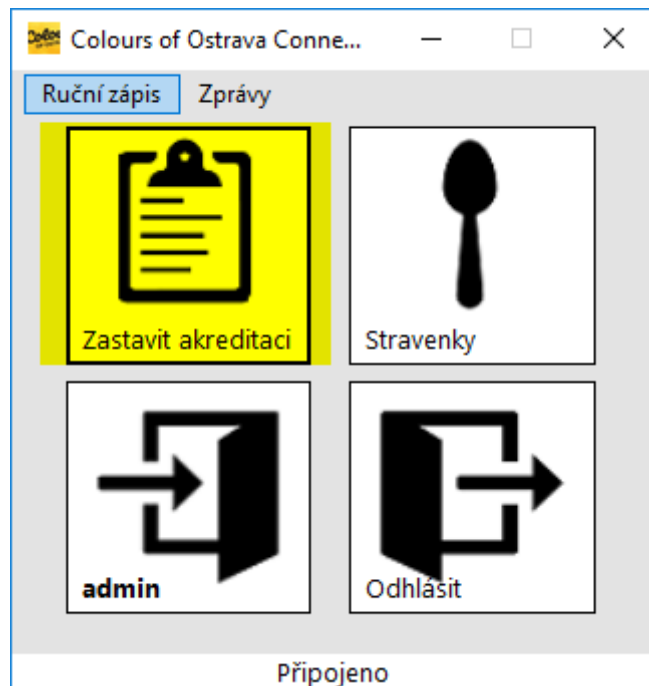 Colours of Ostrava Conne...
Ruční zápis Zprávy
Zastavit akreditaci
Stravenky
admin
Odhlásit
Připojeno